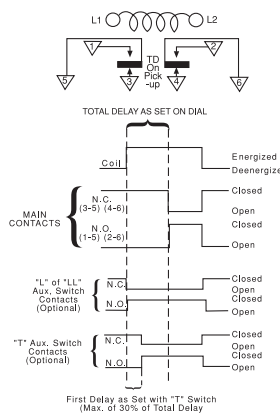 L1 L2
1 2
TD
On
Pick
-up
5 3 4 6
TOTAL DELAY AS SET ON DIAL
Coil
Energized
Deenergize
MAIN
CONTACTS
N.C.
(3-5) (4-6)
Closed
Open
N.O.
(1-5) (2-6)
Closed
Open
"L" of "LL"
Aux, Switch
Contacts
(Optional)
N.C.
Closed
Open
N.O.
Closed
Open
"T" Aux. Switch
Contacts
(Optional)
N.C.
Closed
Open
N.O.
Closed
Open
First Delay as Set with "T" Switch
(Max. of 30% of Total Delay